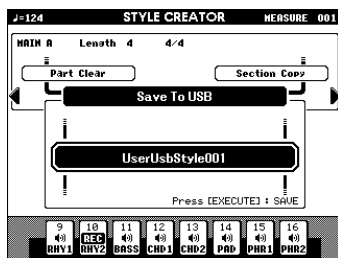 ♩=124 STYLE CREATOR MEASURE 001
MAIN A Length 4 4/4
Part Clear Section Copy
Save To USB
UserUsbStyle001
Press [EXECUTE] : SAVE
9 10 11 12 13 14 15 16
REC
RHY1 RHY2 BASS CHD1 CHD2 PAD PHR1 PHR2